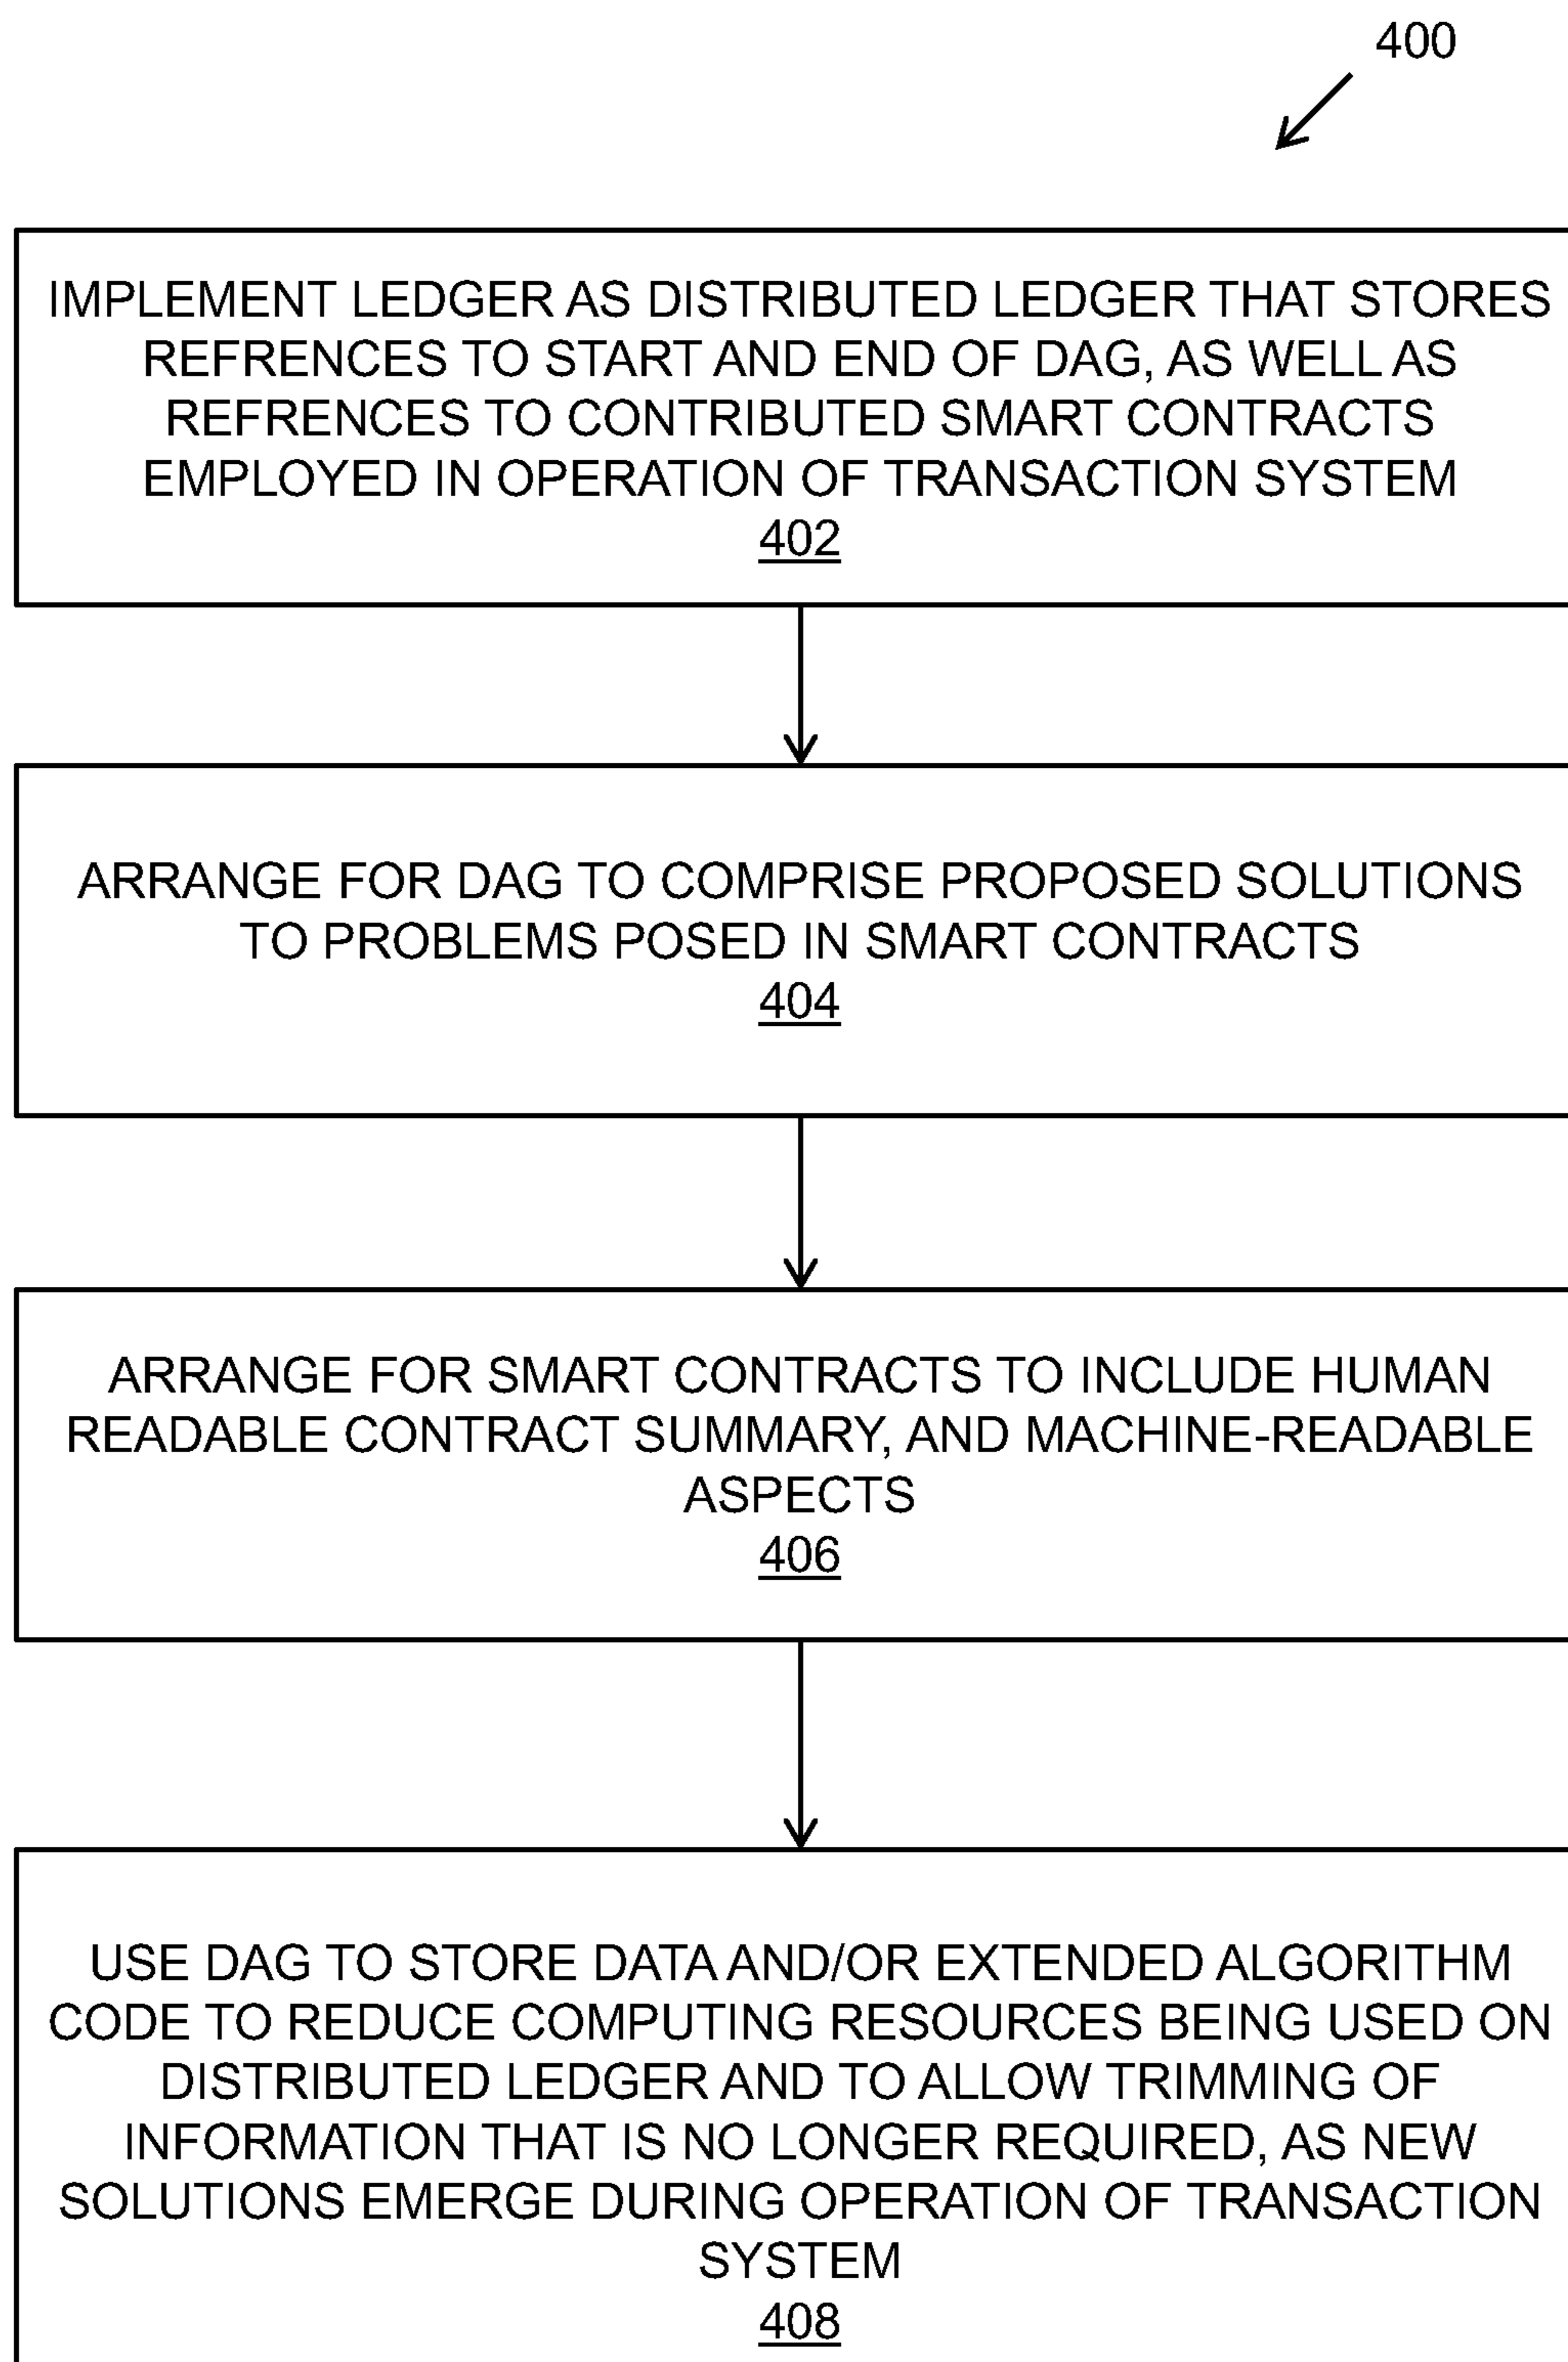 400
IMPLEMENT LEDGER AS DISTRIBUTED LEDGER THAT STORES
REFRENCES TO START AND END OF DAG, AS WELL AS
REFRENCES TO CONTRIBUTED SMART CONTRACTS
EMPLOYED IN OPERATION OF TRANSACTION SYSTEM
402
ARRANGE FOR DAG TO COMPRISE PROPOSED SOLUTIONS
TO PROBLEMS POSED IN SMART CONTRACTS
404
ARRANGE FOR SMART CONTRACTS TO INCLUDE HUMAN
READABLE CONTRACT SUMMARY, AND MACHINE-READABLE
ASPECTS
406
USE DAG TO STORE DATA AND/OR EXTENDED ALGORITHM
CODE TO REDUCE COMPUTING RESOURCES BEING USED ON
DISTRIBUTED LEDGER AND TO ALLOW TRIMMING OF
INFORMATION THAT IS NO LONGER REQUIRED, AS NEW
SOLUTIONS EMERGE DURING OPERATION OF TRANSACTION
SYSTEM
408